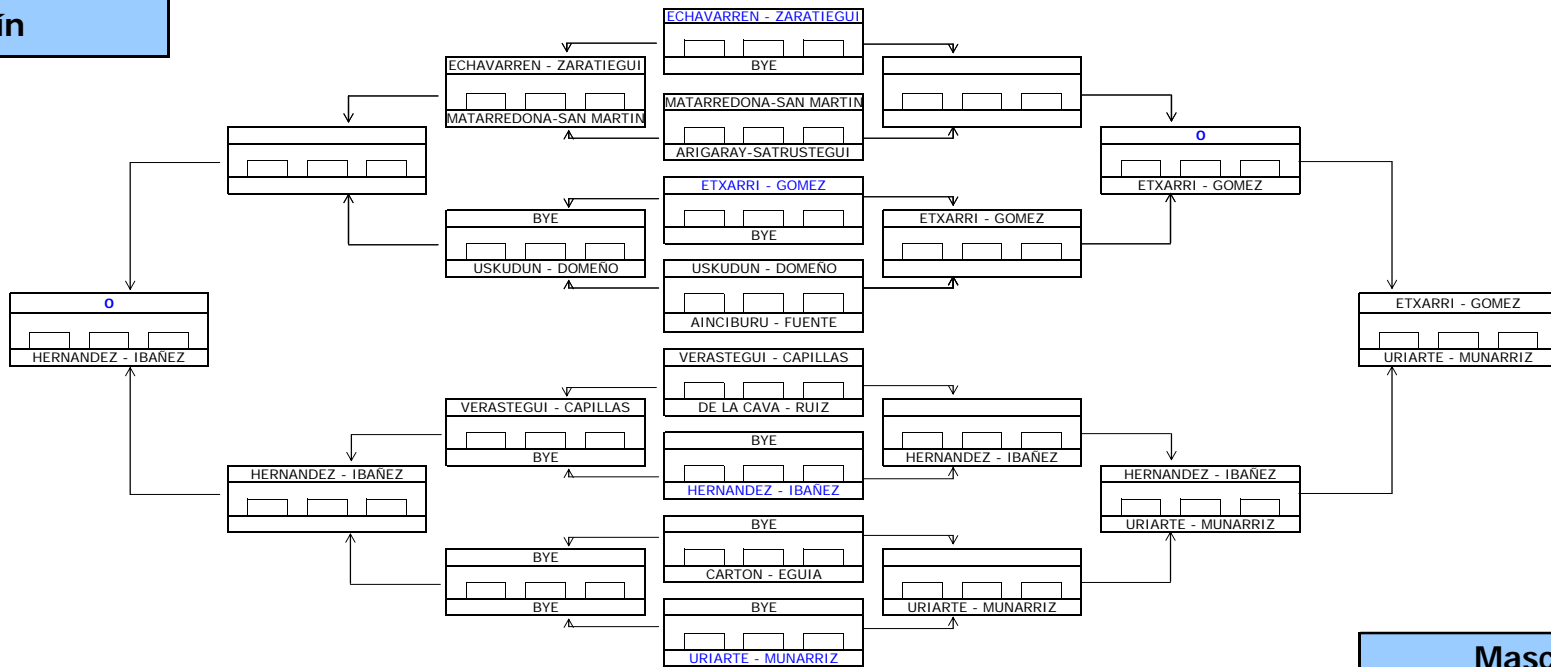 ín
ECHAVARREN - ZARATIEGUI
BYE
ECHAVARREN - ZARATIEGUI
MATARREDONA-SAN MARTIN
MATARREDONA-SAN MARTIN
ARIGARAY-SATRUSTEGUI
0
ETXARRI - GOMEZ
ETXARRI - GOMEZ
BYE
BYE
USKUDUN - DOMEÑO
ETXARRI - GOMEZ
USKUDUN - DOMEÑO
AINCIBURU - FUENTE
0
HERNANDEZ - IBAÑEZ
ETXARRI - GOMEZ
URIARTE - MUNARRIZ
VERASTEGUI - CAPILLAS
DE LA CAVA - RUIZ
VERASTEGUI - CAPILLAS
BYE
BYE
HERNANDEZ - IBAÑEZ
HERNANDEZ - IBAÑEZ
HERNANDEZ - IBAÑEZ
HERNANDEZ - IBAÑEZ
URIARTE - MUNARRIZ
BYE
CARTON - EGUIA
BYE
BYE
URIARTE - MUNARRIZ
BYE
URIARTE - MUNARRIZ
Masc